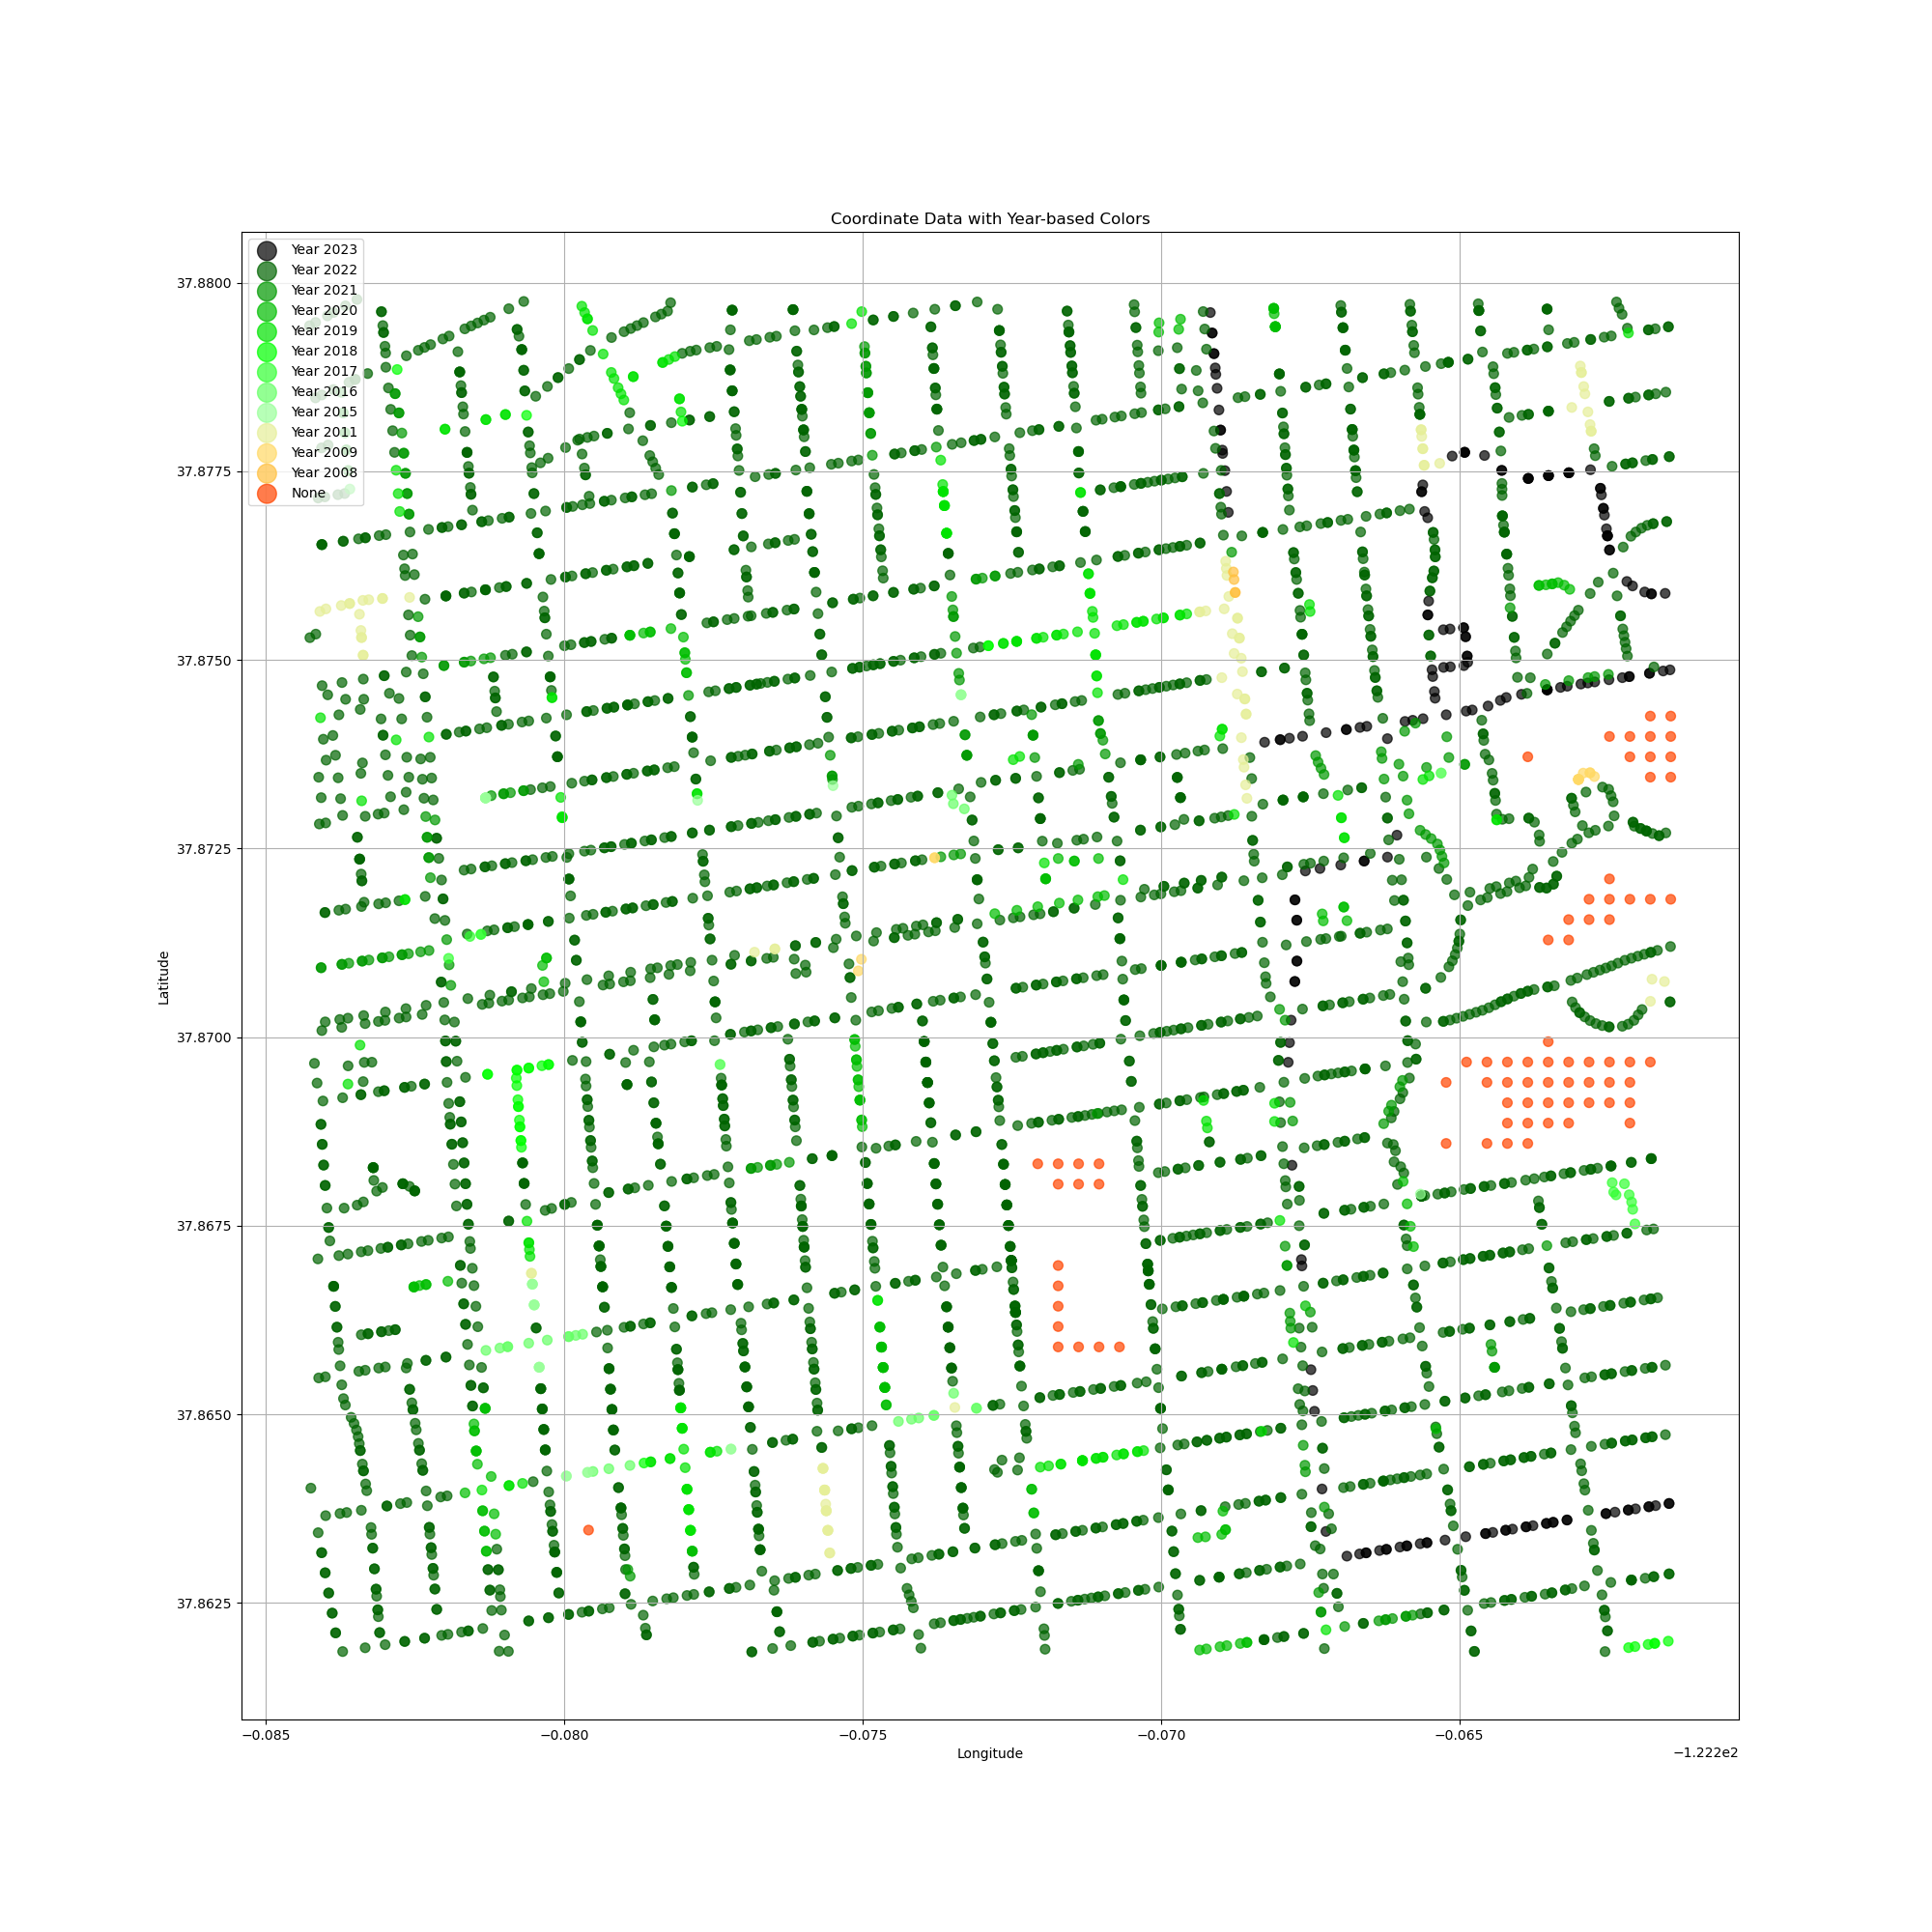 Coordinate Data with Year-based Colors
Year 2023
Year 2022
Year 2021
Year 2020
Year 2019
Year 2018
Year 2017
Year 2016
Year 2015
Year 2011
Year 2009
Year 2008
None
37.8800
37.8775
37.8750
37.8725
37.8700
37.8675
37.8650
37.8625
Latitude
−0.085
−0.080
−0.075
−0.070
−0.065
Longitude
−1.222e2